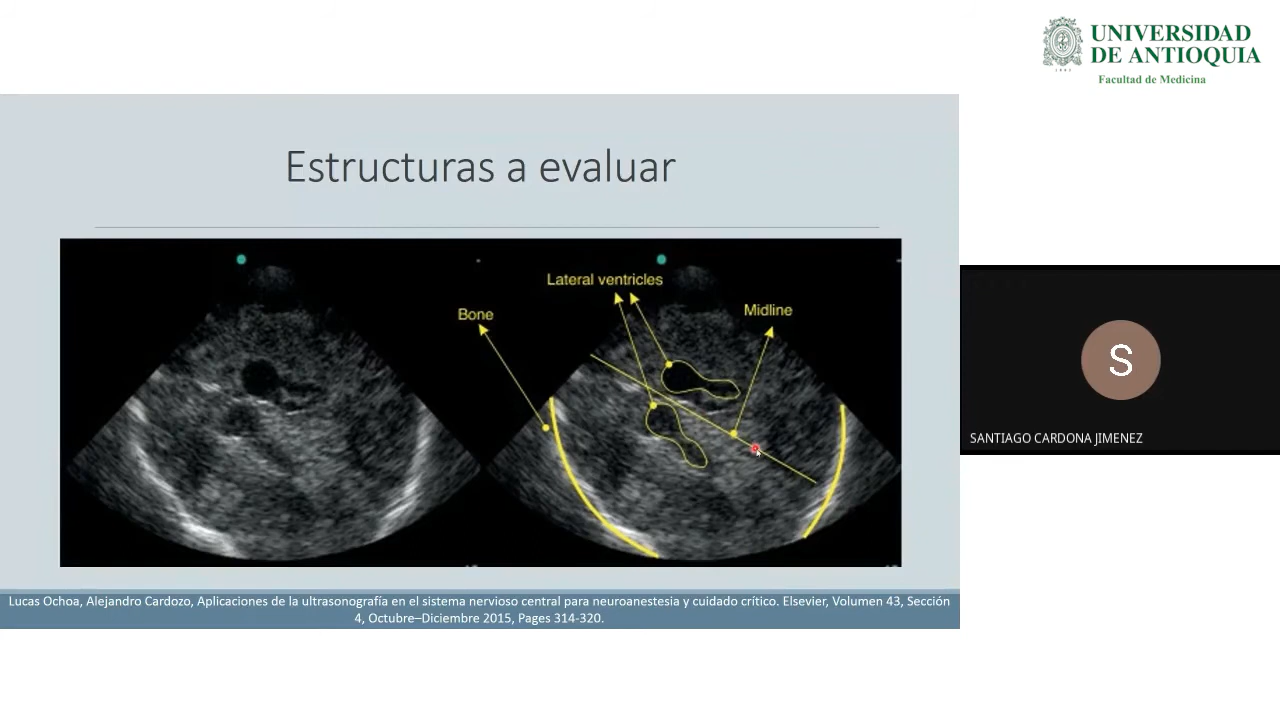 UNIVERSIDAD
DE ANTIOQUIA
1803
Facultad de Medicina
Estructuras a evaluar
Lateral ventricles
Bone
Midline
S
SANTIAGO CARDONA JIMENEZ
Lucas Ochoa, Alejandro Cardozo, Aplicaciones de la ultrasonografía en el sistema nervioso central para neuroanestesia y cuidado crítico. Elsevier, Volumen 43, Sección
4, Octubre–Diciembre 2015, Pages 314-320.